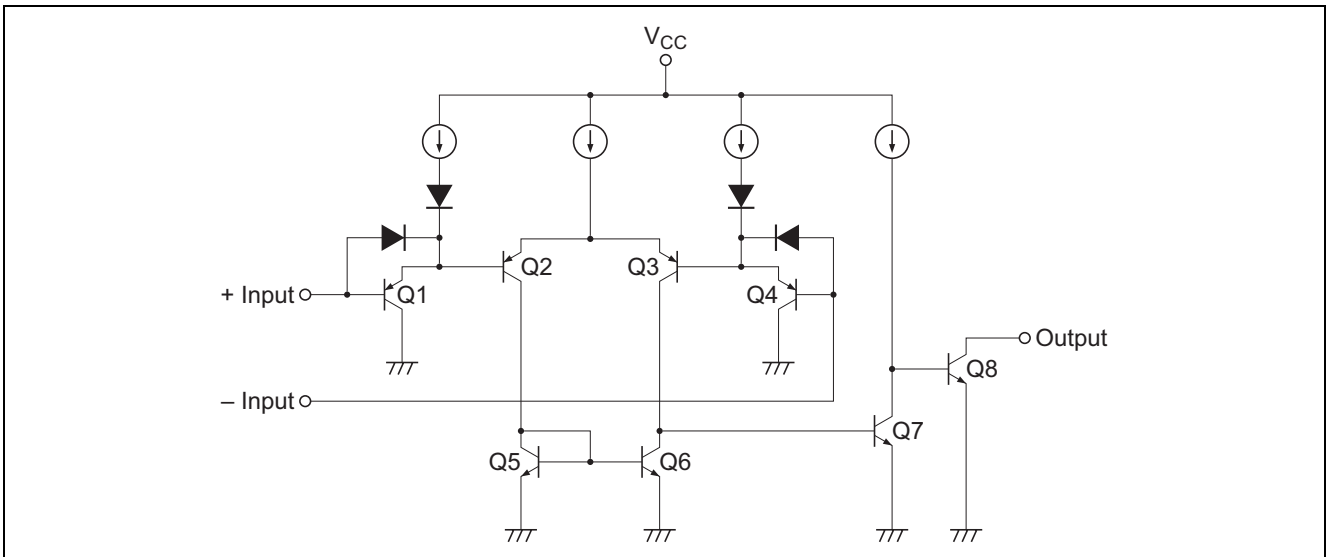 VCC
Q2
Q3
+ Input
Q1
Q4
Output
Q8
– Input
Q7
Q5
Q6